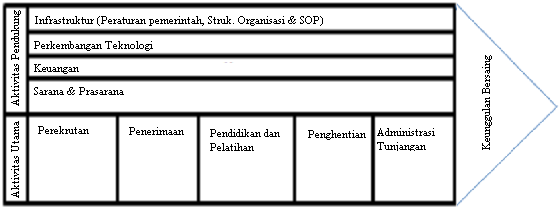 Aktivitas Pendukung
Infrastruktur (Peraturan pemerintah, Struk. Organisasi & SOP)
Perkembangan Teknologi
Keuangan
Sarana & Prasarana
Aktivitas Utama
Perekrutan
Penerimaan
Pendidikan dan
Pelatihan
Penghentian
Administrasi
Tunjangan
Keunggulan Bersaing